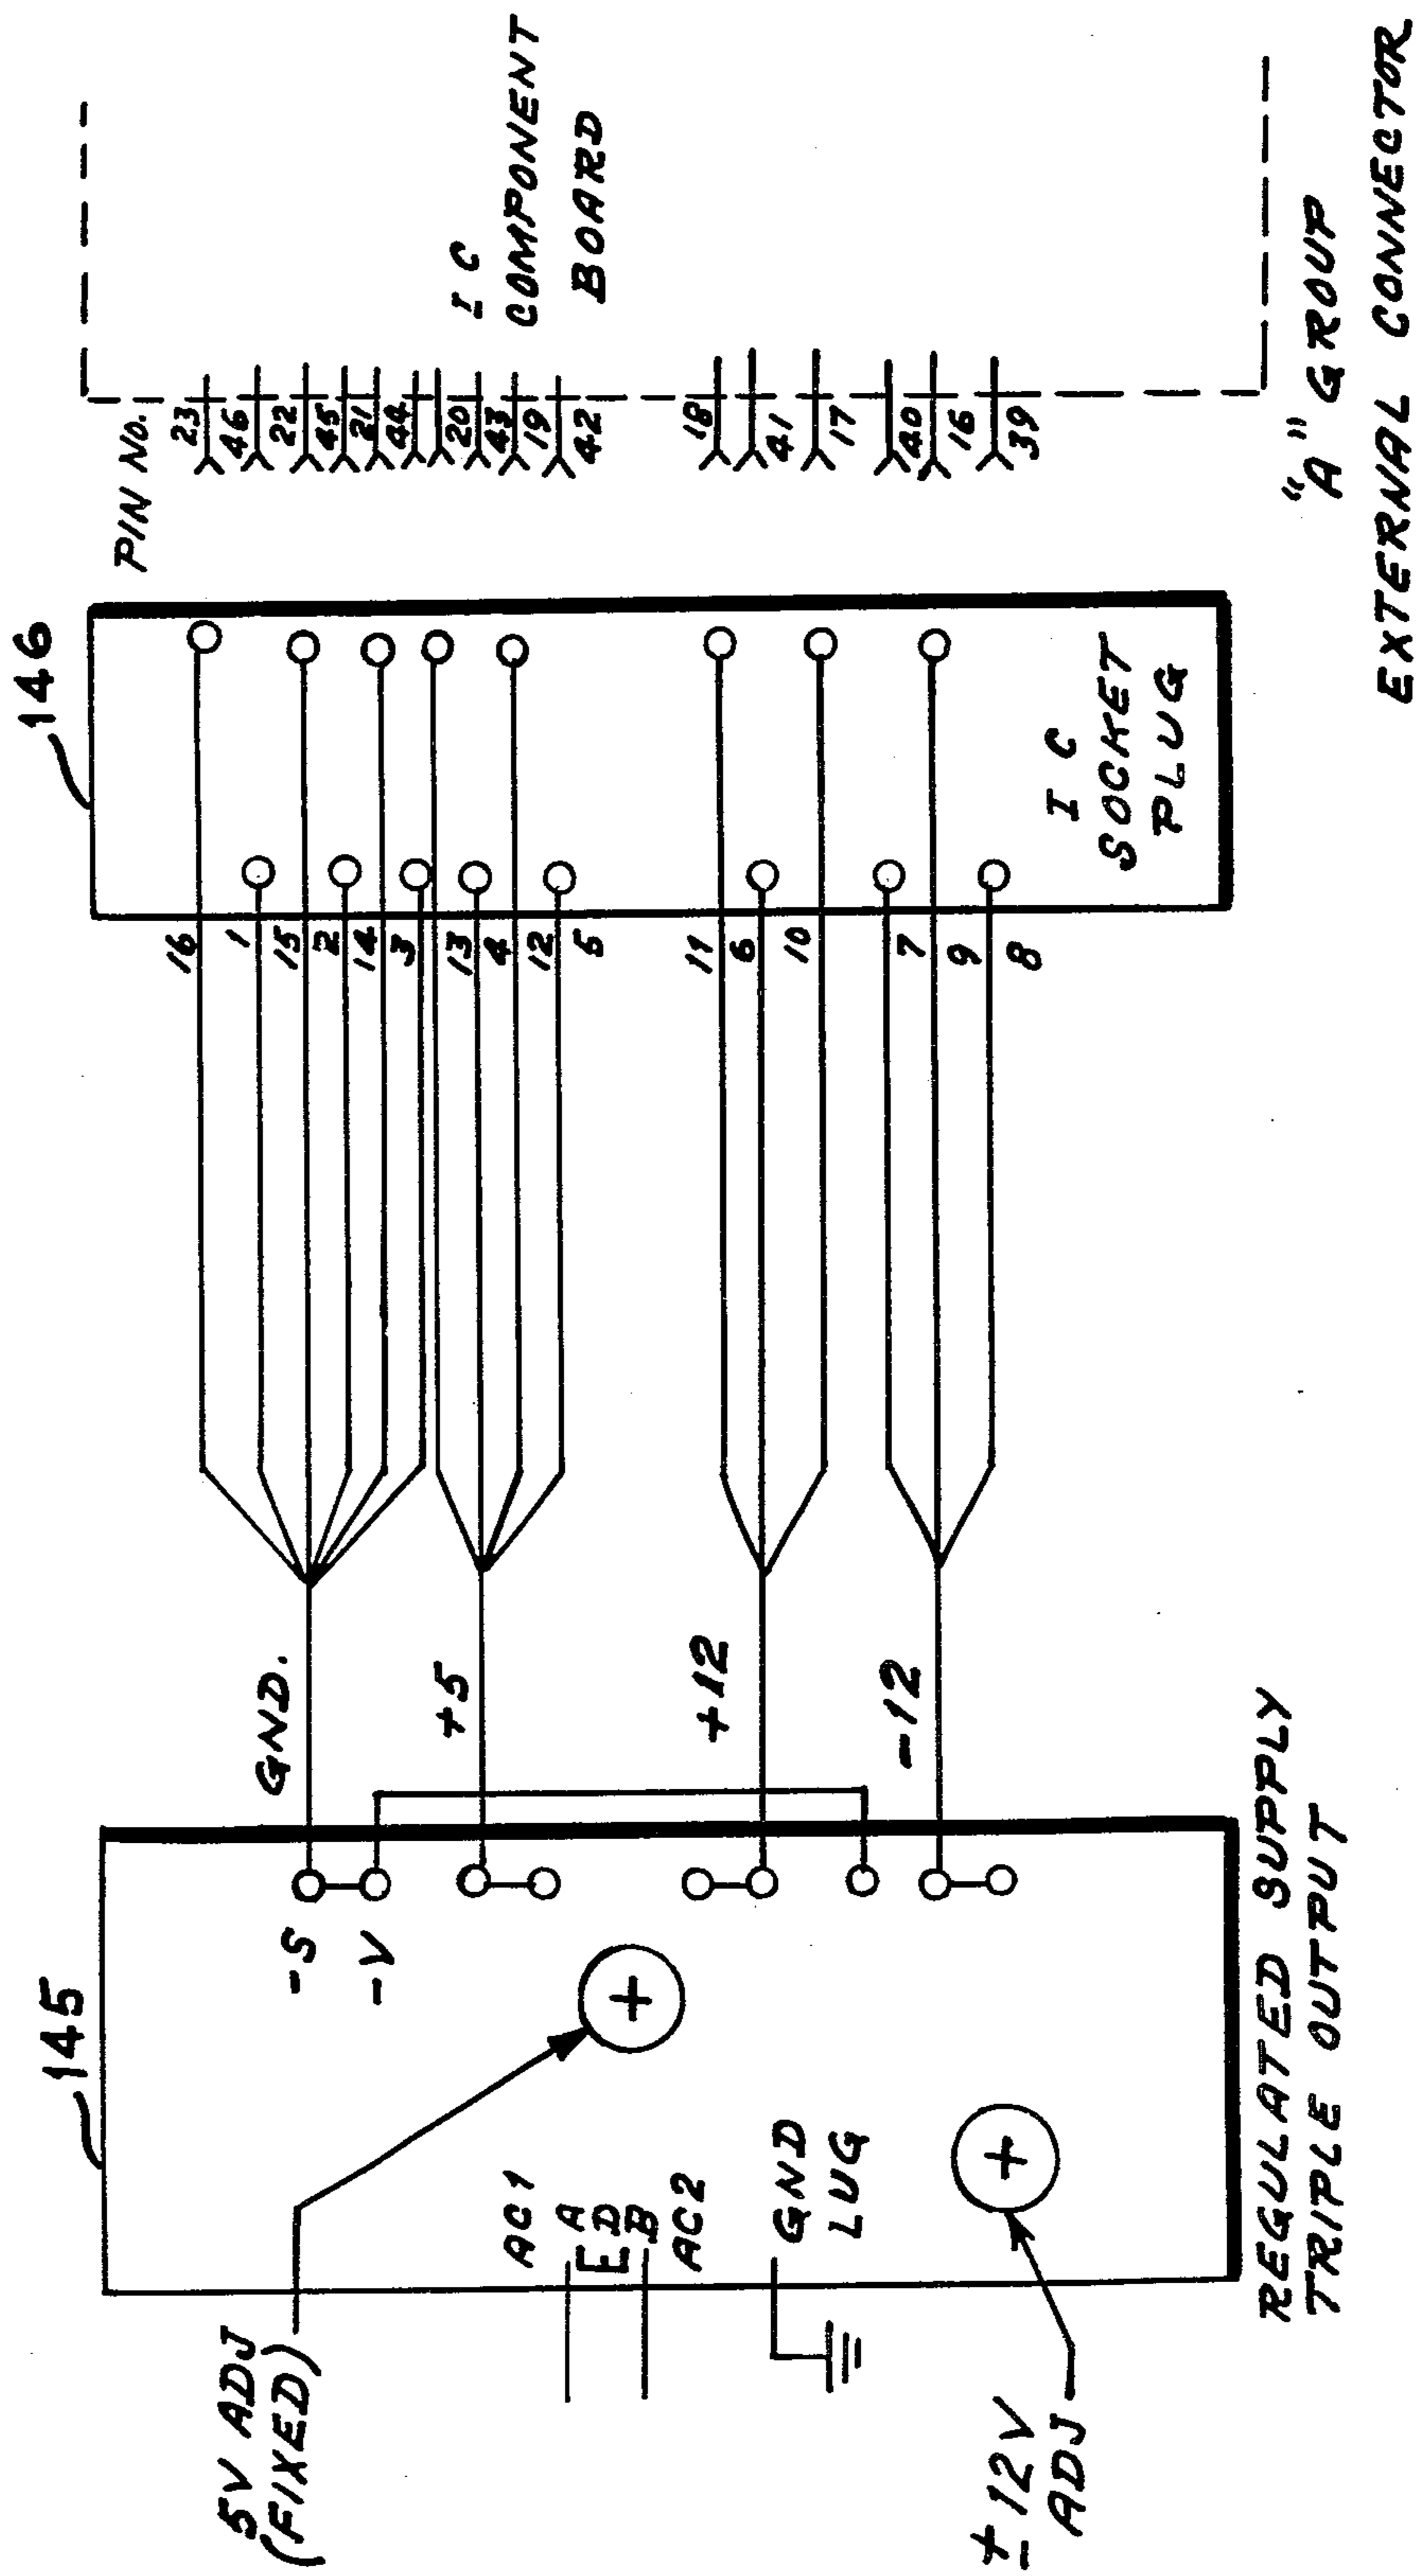 145
5V ADJ
(FIXED)
-S
-V
AC1
A
D
B
AC2
GND
LUG
±12V
ADJ
REGULATED SUPPLY
TRIPLE OUTPUT
GND.
+5
+12
-12
146
16
1
15
2
14
3
13
4
12
5
11
6
10
7
9
8
IC
SOCKET
PLUG
PIN NO.
23
46
22
45
21
44
20
43
19
42
18
41
17
40
16
39
IC
COMPONENT
BOARD
"A" GROUP
EXTERNAL CONNECTOR